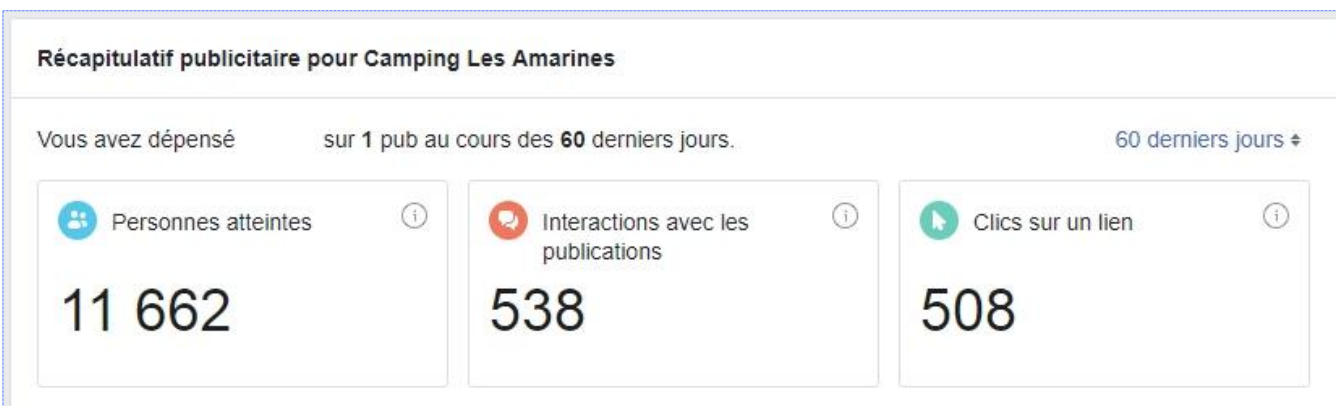 Récapitulatif publicitaire pour Camping Les Amarines
Vous avez dépensé sur 1 pub au cours des 60 derniers jours.
60 derniers jours
Personnes atteintes
11 662
Interactions avec les
publications
538
Clics sur un lien
508